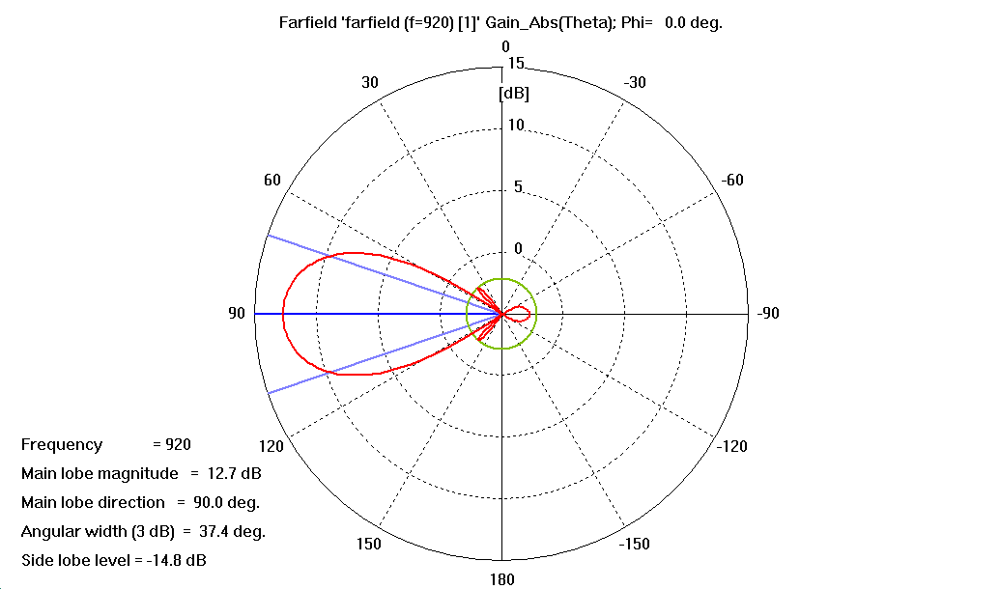 Farfield 'farfield (f=920) [1]' Gain_Abs(Theta); Phi= 0.0 deg.
0
15
30
-30
[dB]
10
60
-60
5
0
90
-90
120
-120
150
-150
180
Frequency = 920
Main lobe magnitude = 12.7 dB
Main lobe direction = 90.0 deg.
Angular width (3 dB) = 37.4 deg.
Side lobe level = -14.8 dB